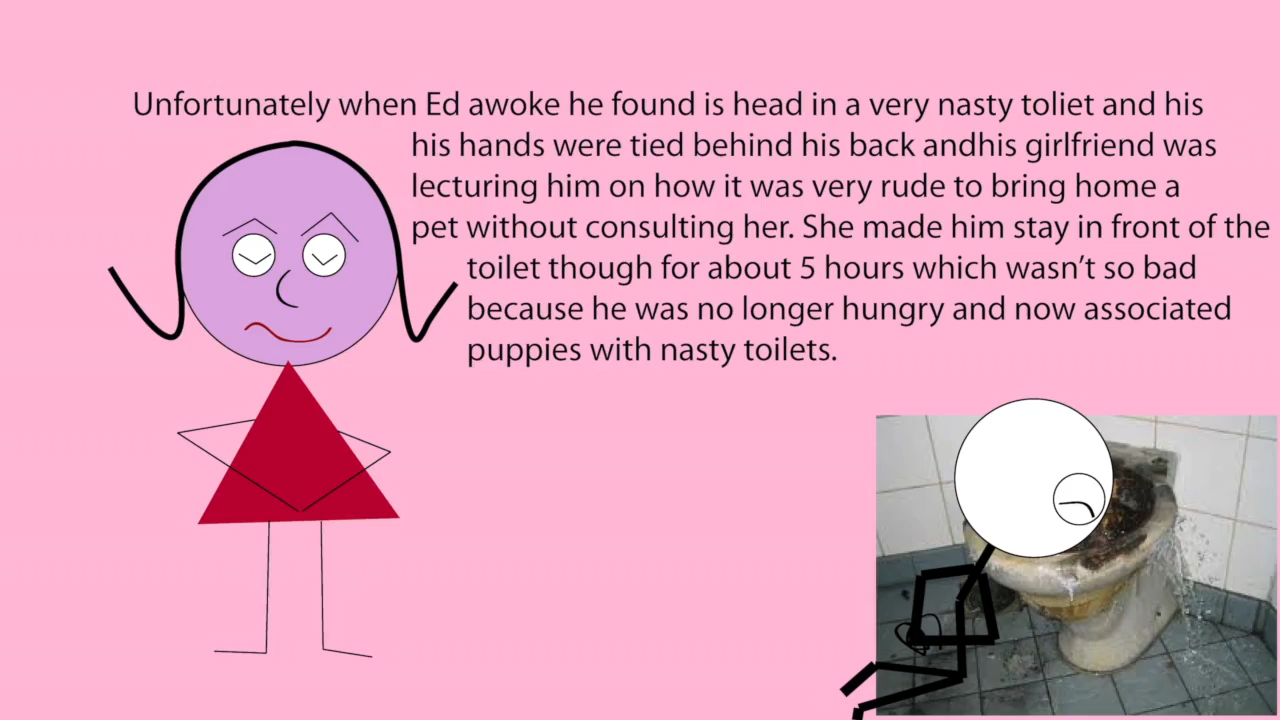 Unfortunately when Ed awoke he found is head in a very nasty toliet and his
his hands were tied behind his back andhis girlfriend was
lecturing him on how it was very rude to bring home a
pet without consulting her. She made him stay in front of the
toilet though for about 5 hours which wasn't so bad
because he was no longer hungry and now associated
puppies with nasty toilets.